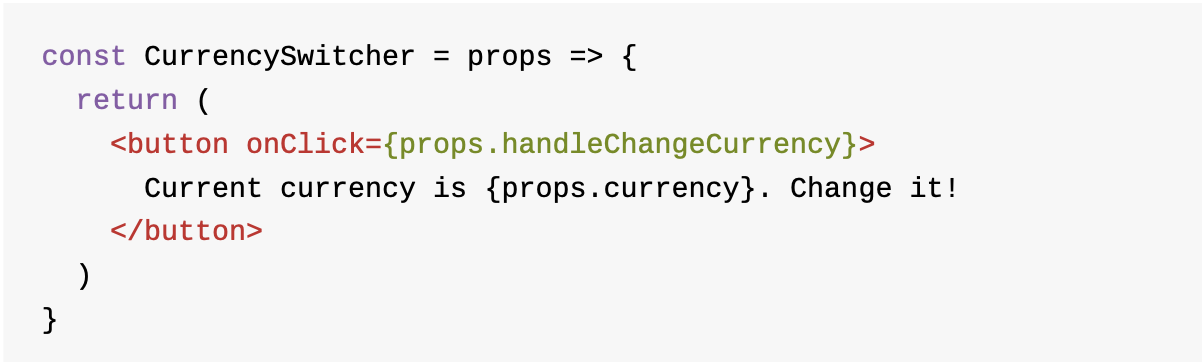 const CurrencySwitcher = props => {
  return (
    <button onClick={props.handleChangeCurrency}>
      Current currency is {props.currency}. Change it!
    </button>
  )
}